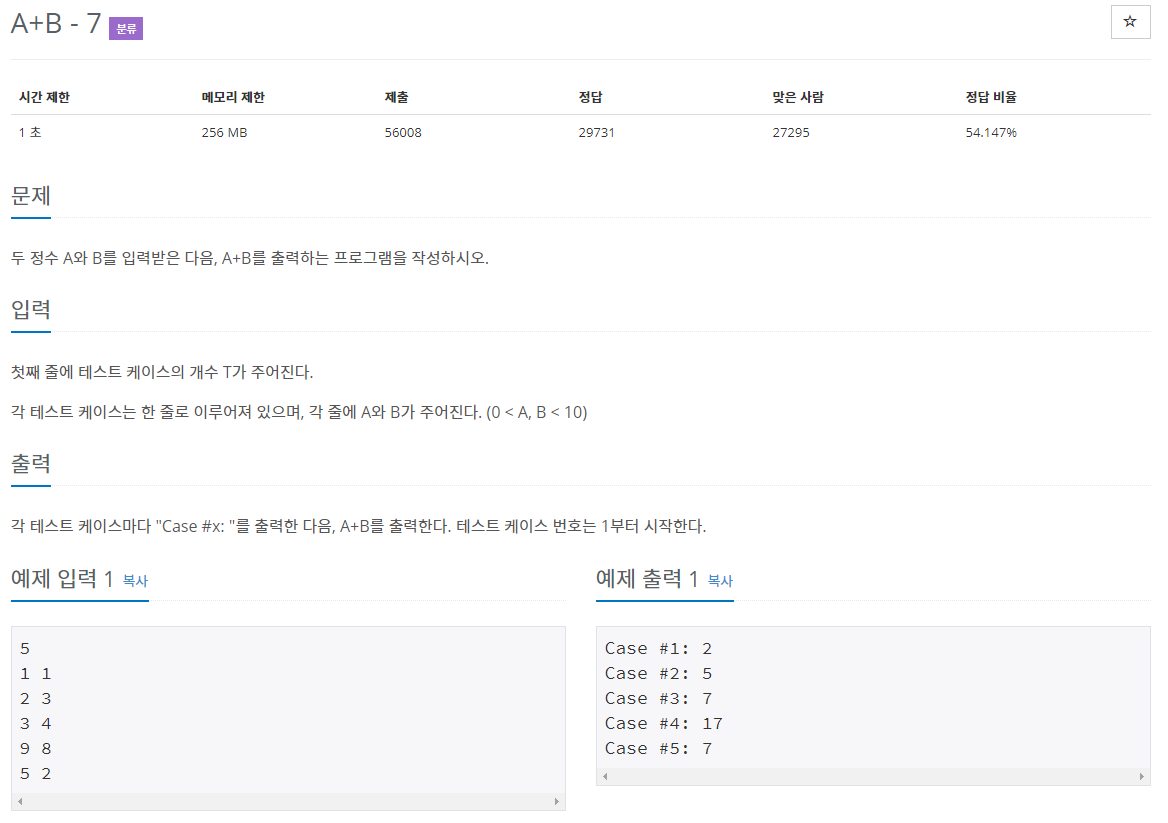 A+B - 7 분류
☆
시간 제한 메모리 제한 제출 정답 맞은 사람 정답 비율
1 초 256 MB 56008 29731 27295 54.147%
문제
두 정수 A와 B를 입력받은 다음, A+B를 출력하는 프로그램을 작성하시오.
입력
첫째 줄에 테스트 케이스의 개수 T가 주어진다.
각 테스트 케이스는 한 줄로 이루어져 있으며, 각 줄에 A와 B가 주어진다. (0 < A, B < 10)
출력
각 테스트 케이스마다 "Case #x: "를 출력한 다음, A+B를 출력한다. 테스트 케이스 번호는 1부터 시작한다.
예제 입력 1 복사
5
1 1
2 3
3 4
9 8
5 2
예제 출력 1 복사
Case #1: 2
Case #2: 5
Case #3: 7
Case #4: 17
Case #5: 7